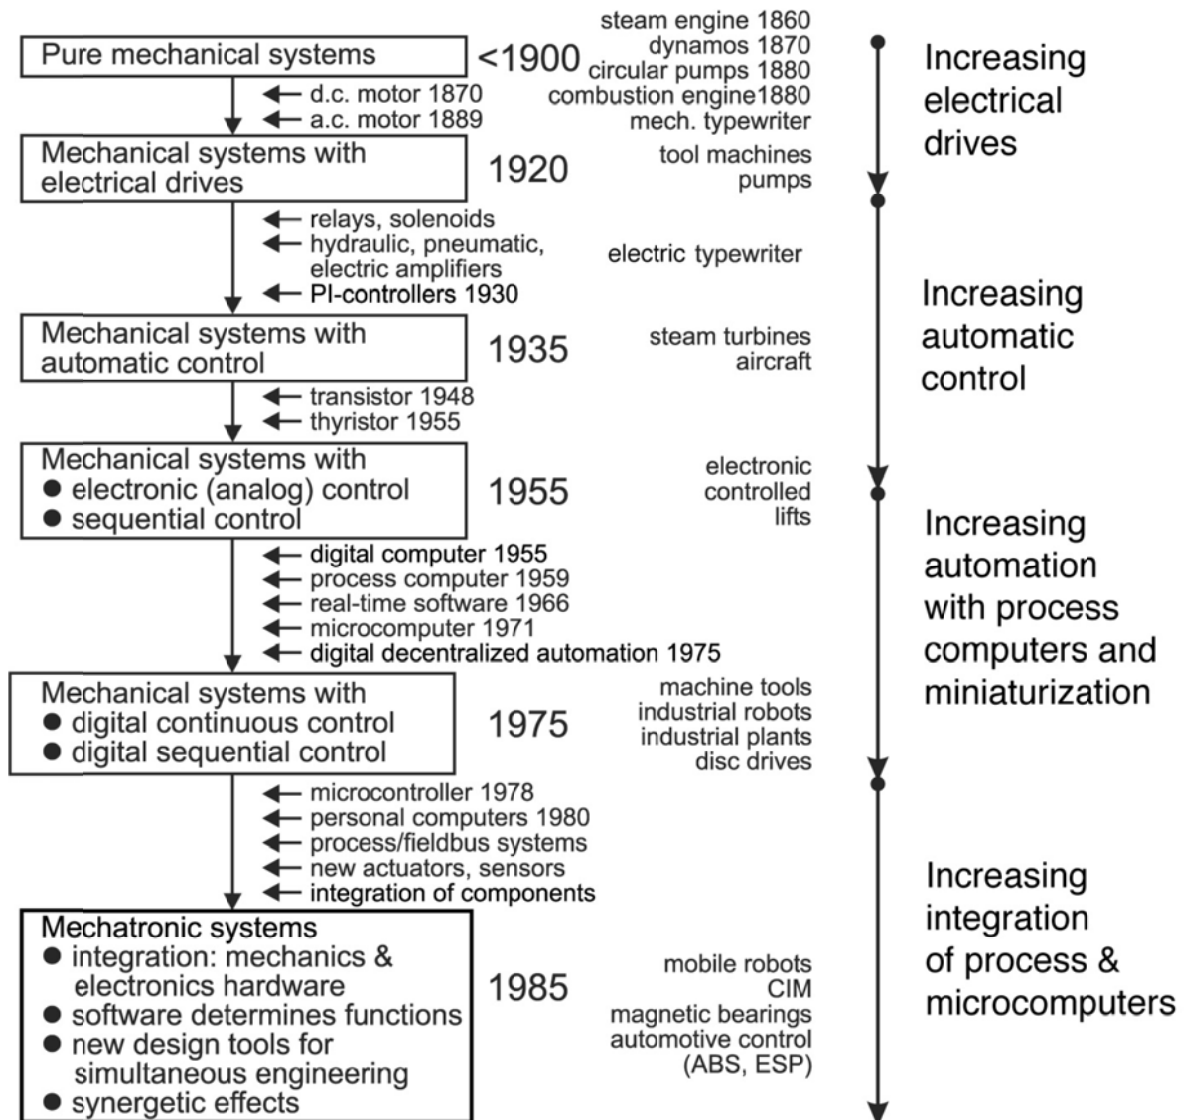 Pure mechanical systems
<1900
steam engine 1860
dynamos 1870
circular pumps 1880
combustion engine1880
mech. typewriter
Increasing
electrical
drives
d.c. motor 1870
a.c. motor 1889
Mechanical systems with
electrical drives
1920
tool machines
pumps
relays, solenoids
hydraulic, pneumatic,
electric amplifiers
PI-controllers 1930
electric typewriter
Increasing
automatic
control
Mechanical systems with
automatic control
1935
steam turbines
aircraft
transistor 1948
thyristor 1955
Mechanical systems with
● electronic (analog) control
● sequential control
1955
electronic
controlled
lifts
Increasing
automation
with process
computers and
miniaturization
digital computer 1955
process computer 1959
real-time software 1966
microcomputer 1971
digital decentralized automation 1975
Mechanical systems with
● digital continuous control
● digital sequential control
1975
machine tools
industrial robots
industrial plants
disc drives
microcontroller 1978
personal computers 1980
process/fieldbus systems
new actuators, sensors
integration of components
Increasing
integration
of process &
microcomputers
Mechatronic systems
● integration: mechanics &
electronics hardware
● software determines functions
● new design tools for
simultaneous engineering
● synergetic effects
1985
mobile robots
CIM
magnetic bearings
automotive control
(ABS, ESP)